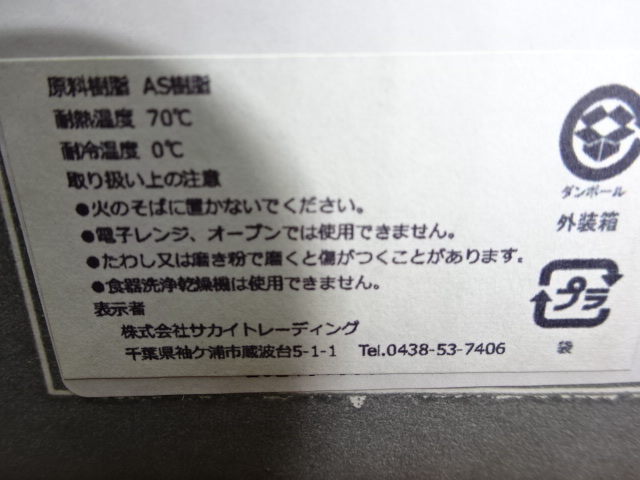 原料樹脂 AS樹脂
耐熱温度 70℃
耐冷温度 0℃
取り扱い上の注意
●火のそばに置かないでください。
●電子レンジ、オーブンでは使用できません。
●たわし又は磨き粉で磨くと傷がつくことがあります。
●食器洗浄乾燥機は使用できません。
表示者
株式会社サカイトレーディング
千葉県袖ケ浦市蔵波台5-1-1 Tel.0438-53-7406
ダンボール
外装箱
プラ
袋